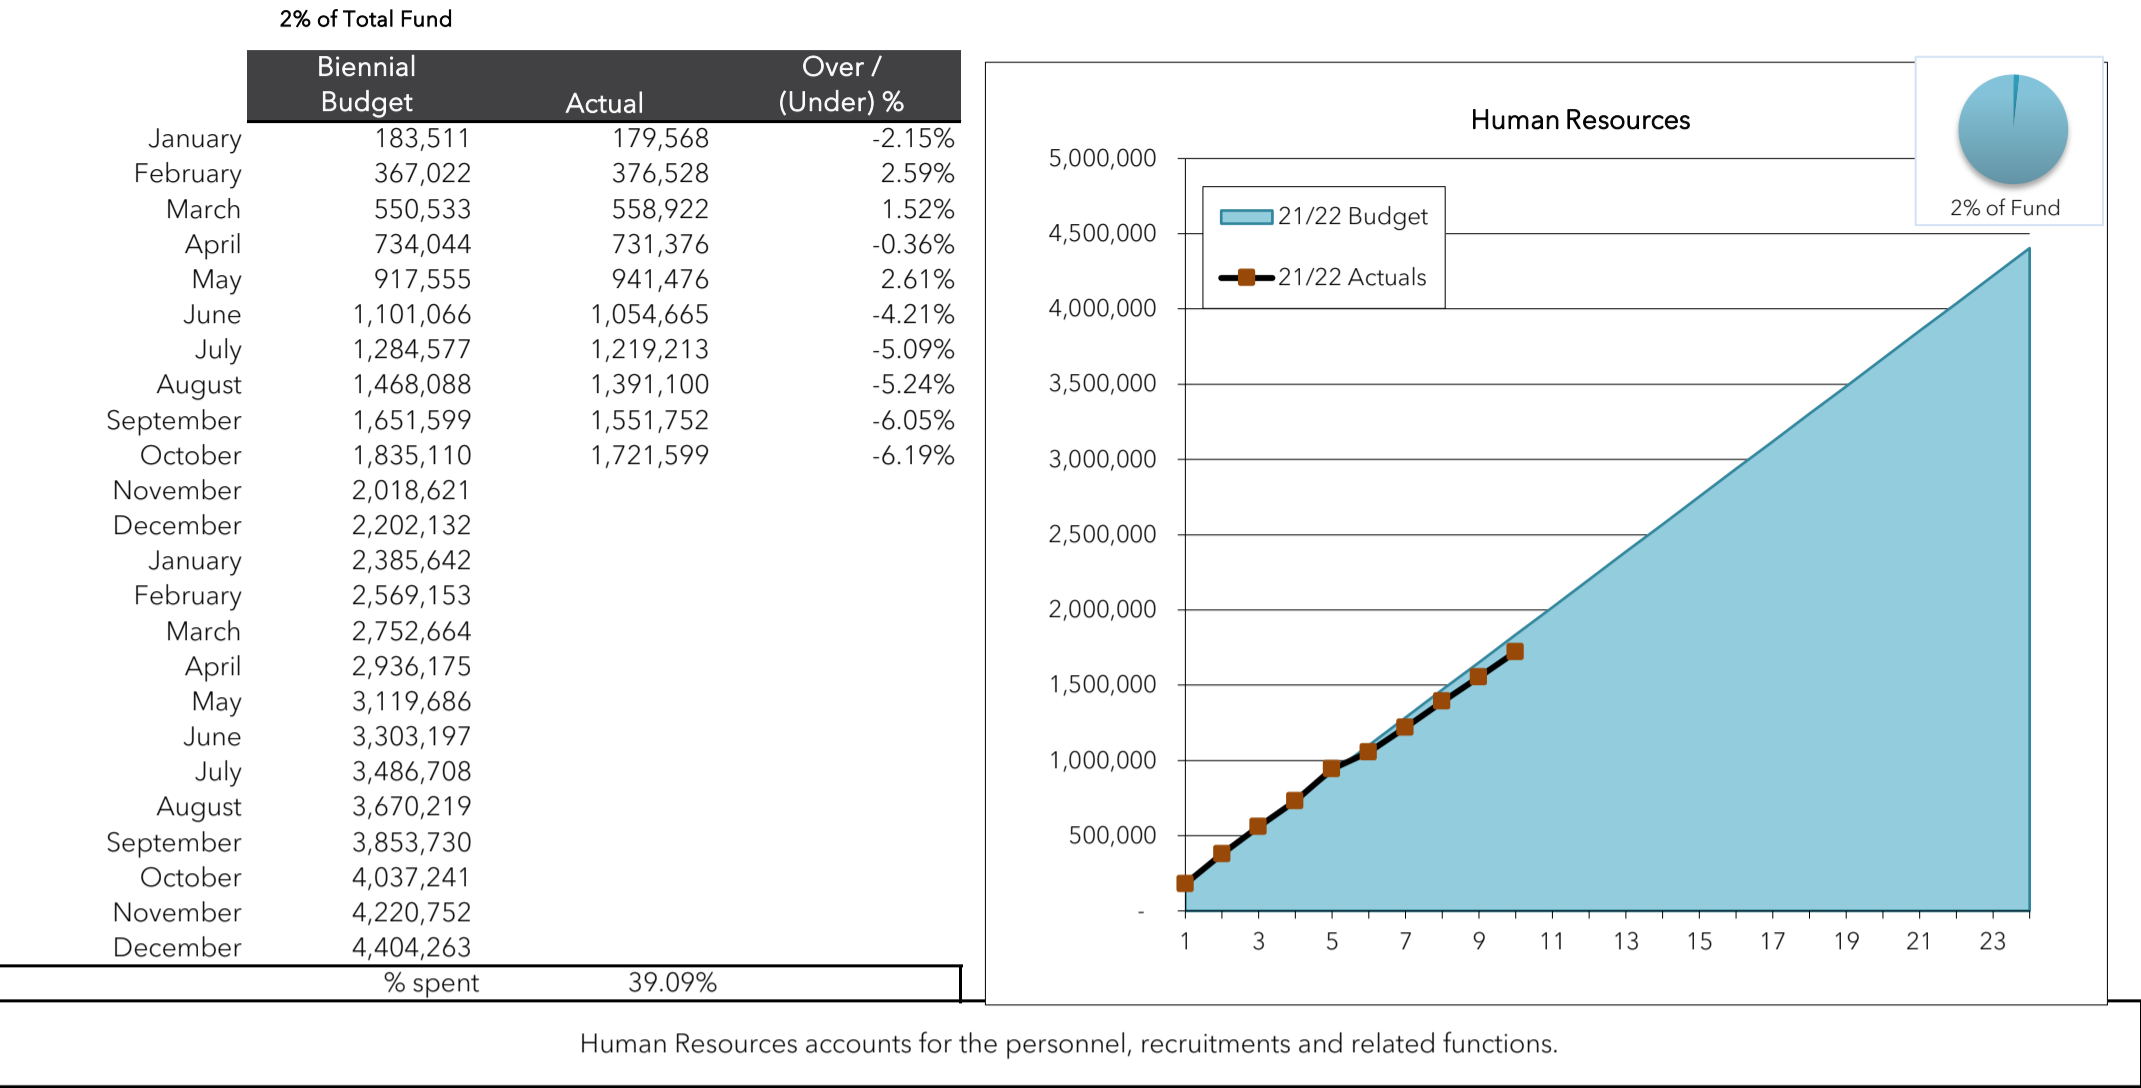 2% of Total Fund
Biennial Budget Actual Over / (Under) %
January 183,511 179,568 -2.15%
February 367,022 376,528 2.59%
March 550,533 558,922 1.52%
April 734,044 731,376 -0.36%
May 917,555 941,476 2.61%
June 1,101,066 1,054,665 -4.21%
July 1,284,577 1,219,213 -5.09%
August 1,468,088 1,391,100 -5.24%
September 1,651,599 1,551,752 -6.05%
October 1,835,110 1,721,599 -6.19%
November 2,018,621
December 2,202,132
January 2,385,642
February 2,569,153
March 2,752,664
April 2,936,175
May 3,119,686
June 3,303,197
July 3,486,708
August 3,670,219
September 3,853,730
October 4,037,241
November 4,220,752
December 4,404,263
% spent 39.09%
Human Resources
2% of Fund
21/22 Budget
21/22 Actuals
5,000,000
4,500,000
4,000,000
3,500,000
3,000,000
2,500,000
2,000,000
1,500,000
1,000,000
500,000
-
1 3 5 7 9 11 13 15 17 19 21 23
Human Resources accounts for the personnel, recruitments and related functions.